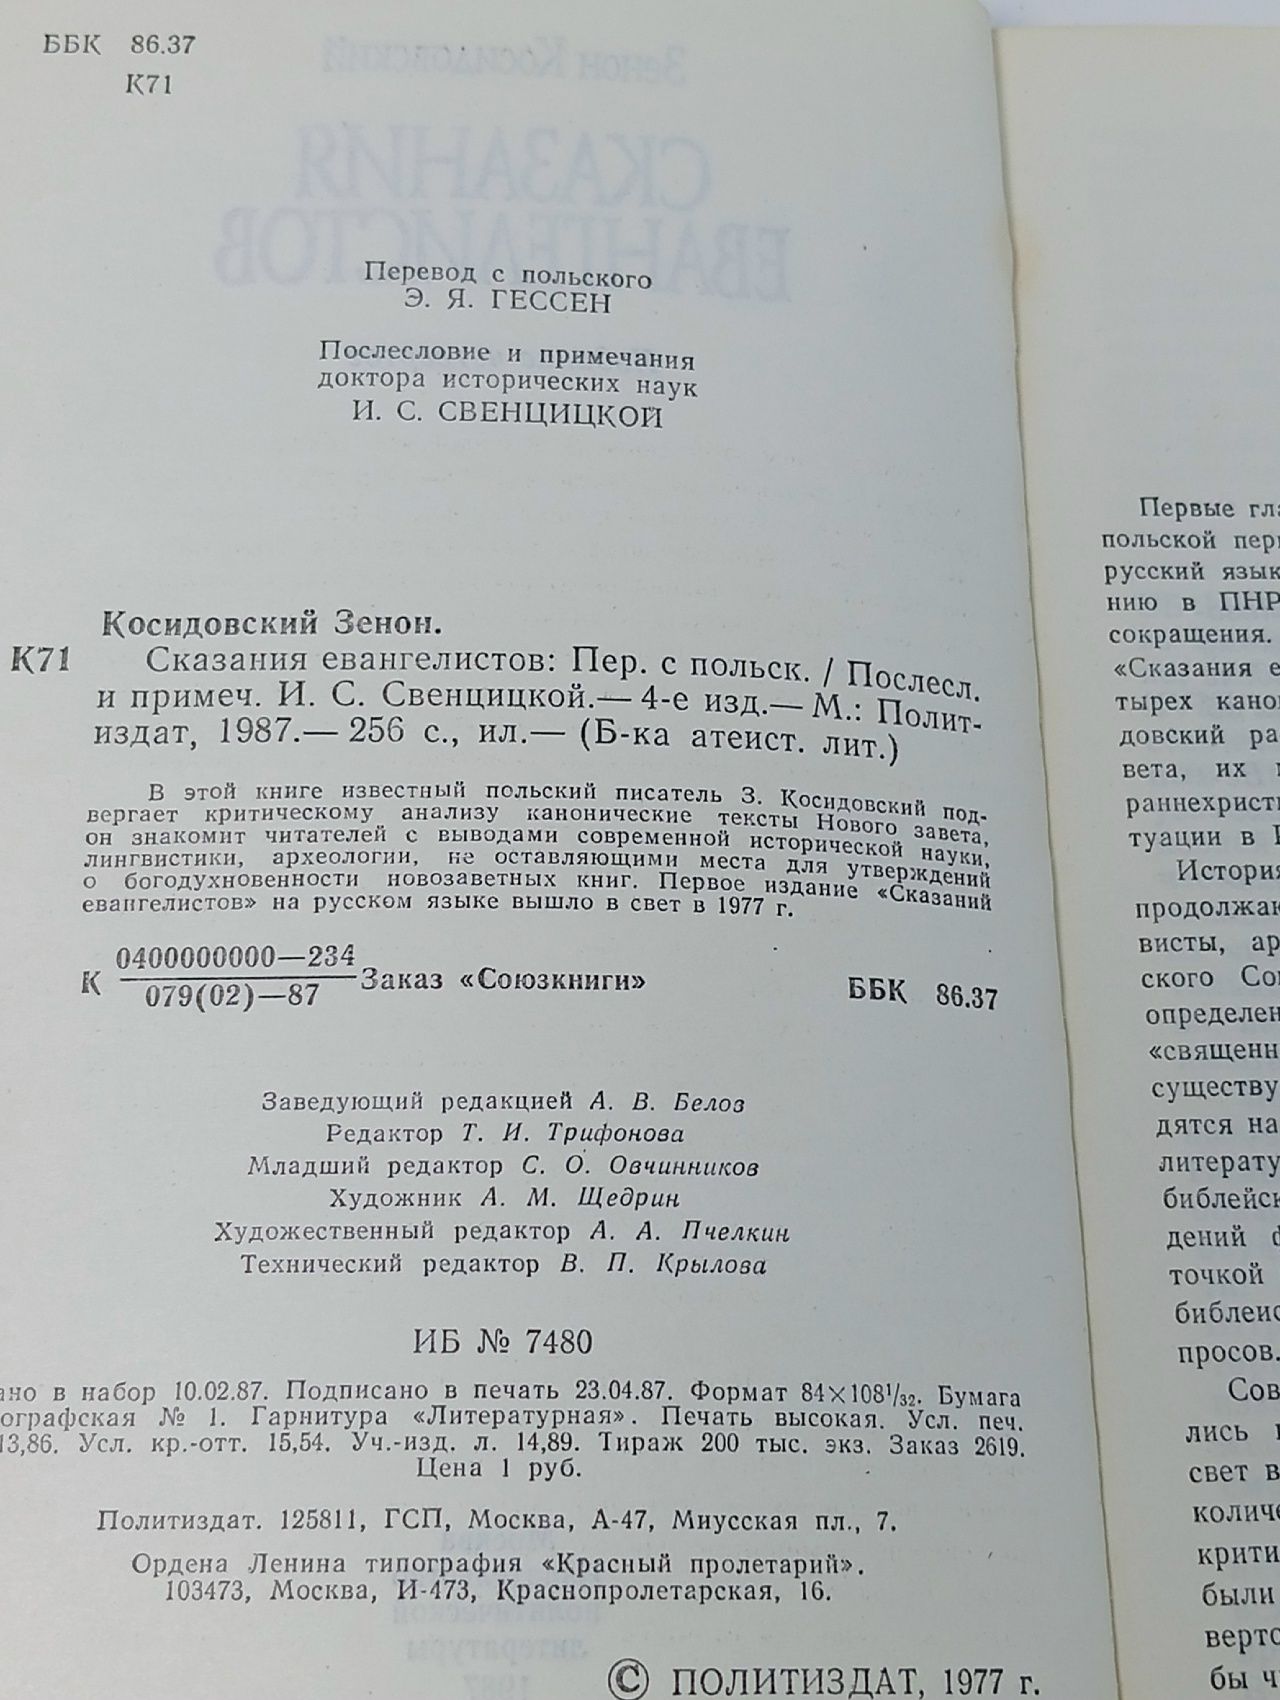 ББК 86.37
К71
Зенон Косидовский
СКАЗАНИЯ
ЕВАНГЕЛИСТОВ
Перевод с польского
Э. Я. ГЕССЕН
Послесловие и примечания
доктора исторических наук
И. С. СВЕНЦИЦКОЙ
Косидовский Зенон.
К71 Сказания евангелистов: Пер. с польск. / Послесл.
и примеч. И. С. Свенцицкой.— 4-е изд.— М.: Полит-
издат, 1987.— 256 с., ил.— (Б-ка атеист. лит.)
В этой книге известный польский писатель З. Косидовский под-
вергает критическому анализу канонические тексты Нового завета,
он знакомит читателей с выводами современной исторической науки,
лингвистики, археологии, не оставляющими места для утверждений
о богодухновенности новозаветных книг. Первое издание «Сказаний
евангелистов» на русском языке вышло в свет в 1977 г.
К 0400000000—234
079(02)—87 Заказ «Союзкниги» ББК 86.37
Заведующий редакцией А. В. Белов
Редактор Т. И. Трифонова
Младший редактор С. О. Овчинников
Художник А. М. Щедрин
Художественный редактор А. А. Пчелкин
Технический редактор В. П. Крылова
ИБ № 7480
ано в набор 10.02.87. Подписано в печать 23.04.87. Формат 84×108¹/₃₂. Бумага
ографская № 1. Гарнитура «Литературная». Печать высокая. Усл. печ.
13,86. Усл. кр.-отт. 15,54. Уч.-изд. л. 14,89. Тираж 200 тыс. экз. Заказ 2619.
Цена 1 руб.
Политиздат. 125811, ГСП, Москва, А-47, Миусская пл., 7.
Ордена Ленина типография «Красный пролетарий».
103473, Москва, И-473, Краснопролетарская, 16.
© ПОЛИТИЗДАТ, 1977 г.
Первые гла
польской пери
русский язык
нию в ПНР
сокращения.
«Сказания е
тырех канон
довский ра
вета, их
раннехристи
туации в
История
продолжаю
висты, ар
ского Со
определен
«священн
существу
дятся на
литерату
библейск
дений ф
точкой
библеис
просов.
Сов
лись
свет в
количе
крити
были
верто
бы ч